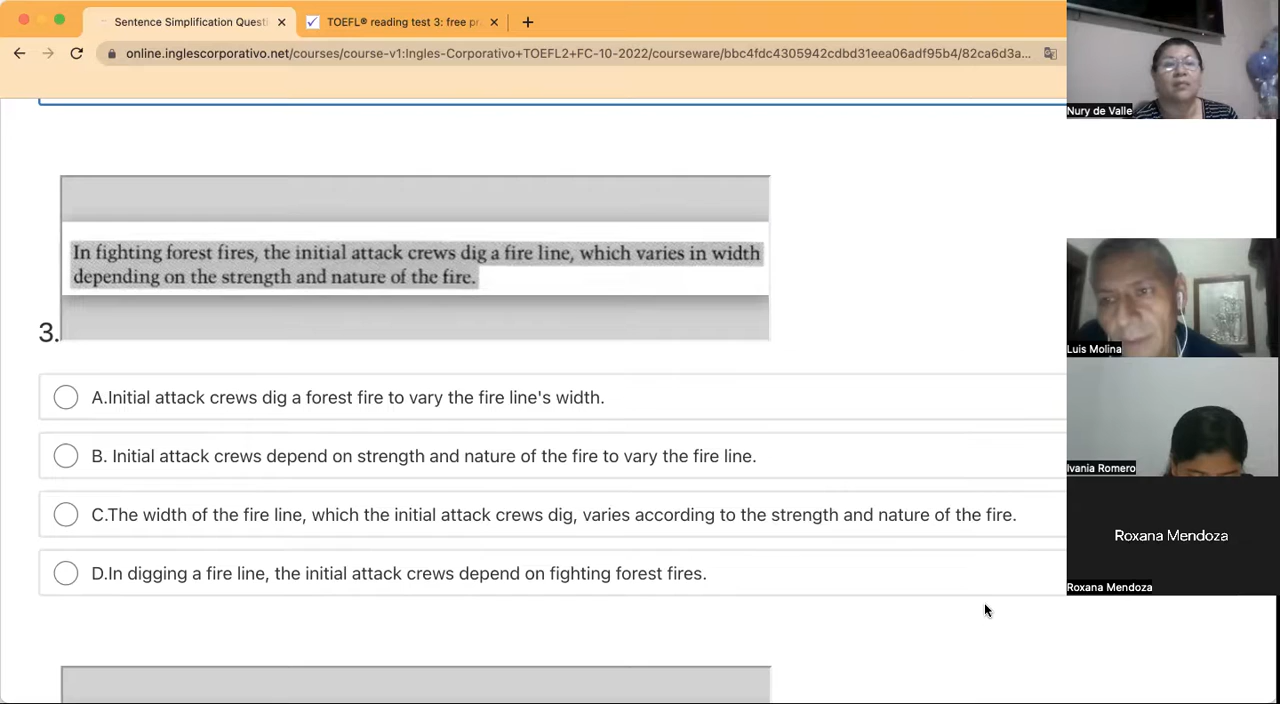 Sentence Simplification Questi
TOEFL® reading test 3: free pr
online.inglescorporativo.net/courses/course-v1:Ingles-Corporativo+TOEFL2+FC-10-2022/courseware/bbc4fdc4305942cdbd31eea06adf95b4/82ca6d3a...
Nury de Valle
In fighting forest fires, the initial attack crews dig a fire line, which varies in width
depending on the strength and nature of the fire.
3.
Luis Molina
A.Initial attack crews dig a forest fire to vary the fire line's width.
B. Initial attack crews depend on strength and nature of the fire to vary the fire line.
Ivania Romero
C.The width of the fire line, which the initial attack crews dig, varies according to the strength and nature of the fire.
Roxana Mendoza
D.In digging a fire line, the initial attack crews depend on fighting forest fires.
Roxana Mendoza